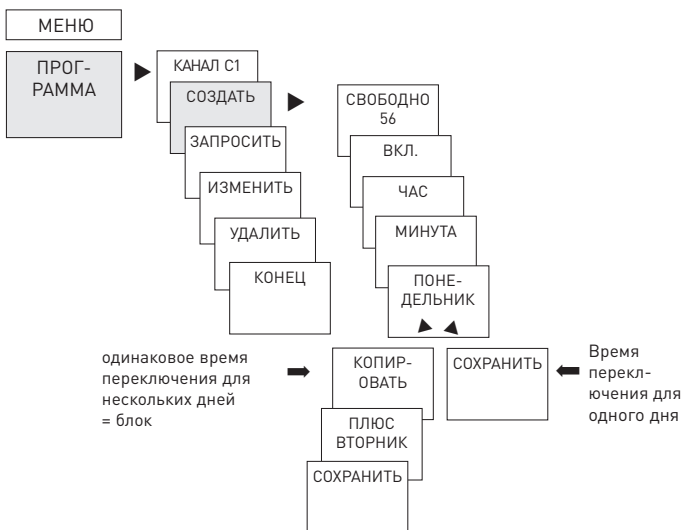 МЕНЮ
ПРОГ-
РАММА
КАНАЛ C1
СОЗДАТЬ
ЗАПРОСИТЬ
ИЗМЕНИТЬ
УДАЛИТЬ
КОНЕЦ
СВОБОДНО
56
ВКЛ.
ЧАС
МИНУТА
ПОНЕ-
ДЕЛЬНИК
одинаковое время
переключения для
нескольких дней
= блок
КОПИР-
ОВАТЬ
ПЛЮС
ВТОРНИК
СОХРАНИТЬ
СОХРАНИТЬ
Время
перекл-
ючения для
одного дня